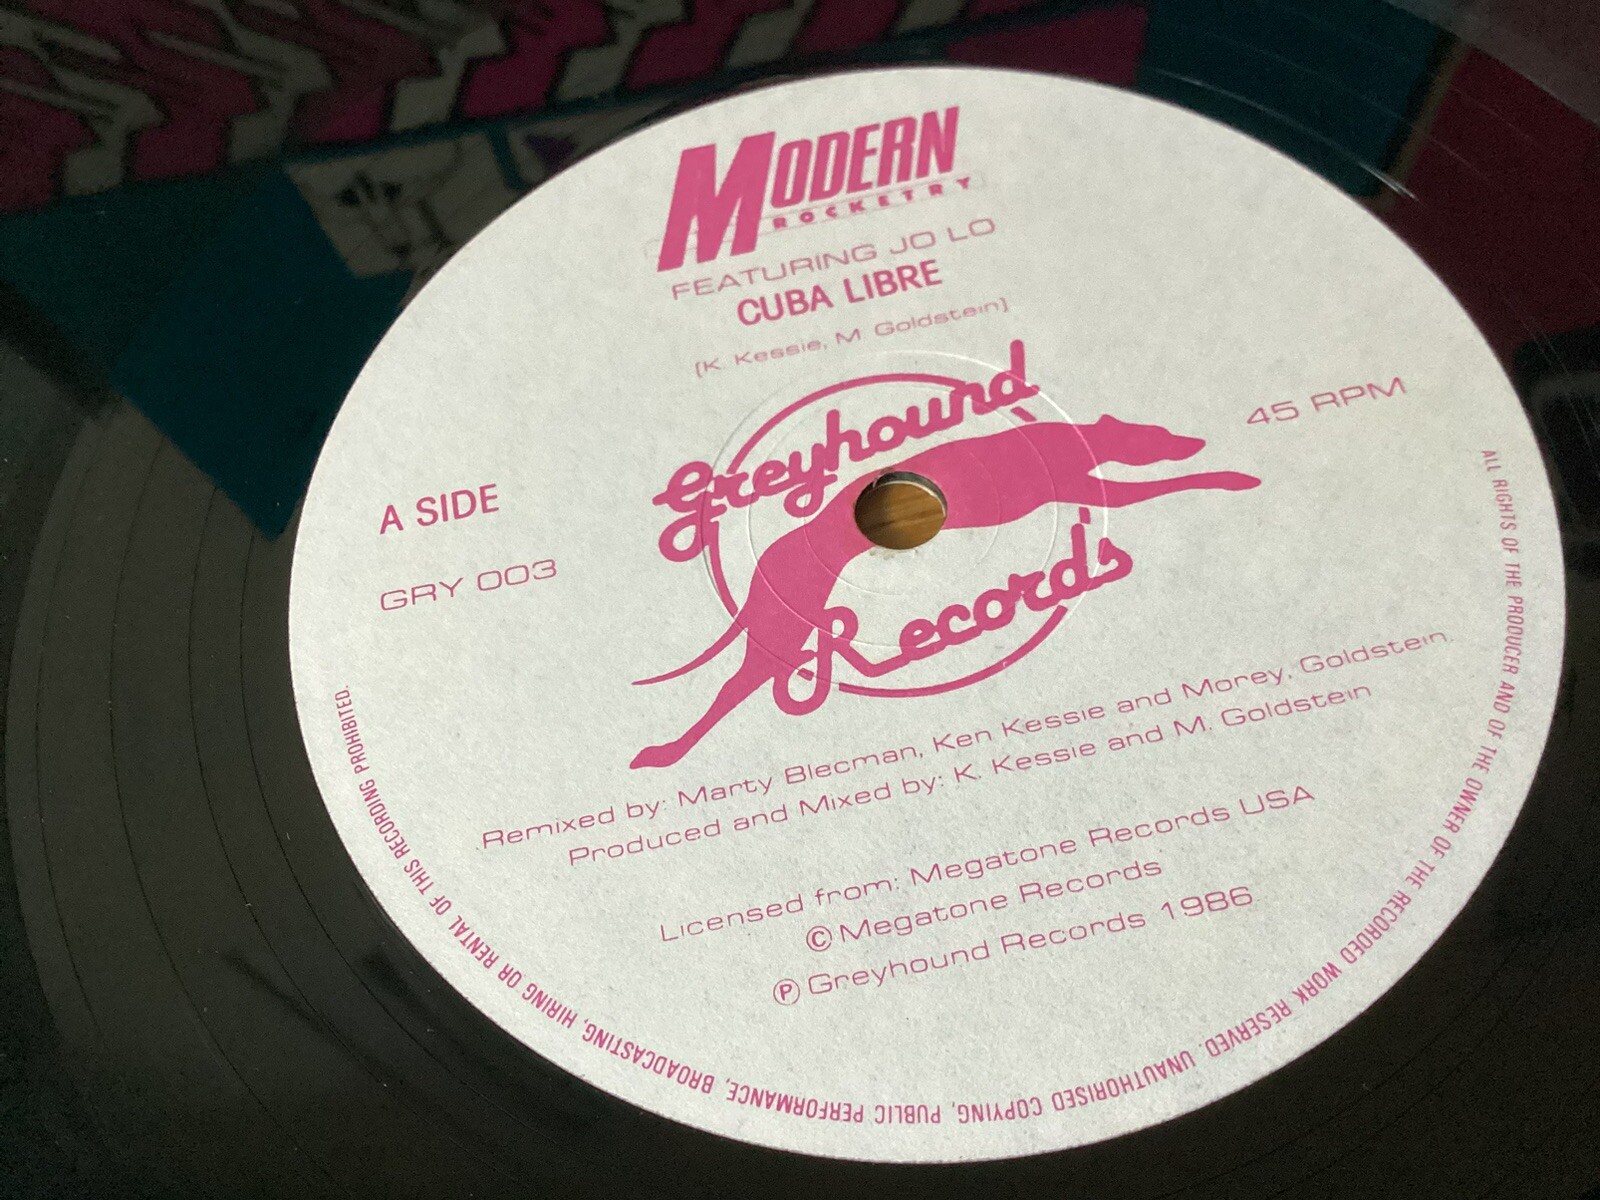 MODERN
ROCKETRY
FEATURING JO LO
CUBA LIBRE
(K. Kessie, M. Goldstein)
Greyhound
Records
45 RPM
A SIDE
GRY 003
Remixed by: Marty Blecman, Ken Kessie and Morey, Goldstein.
Produced and Mixed by: K. Kessie and M. Goldstein
Licensed from: Megatone Records USA
© Megatone Records
℗ Greyhound Records 1986
ALL RIGHTS OF THE PRODUCER AND OF THE OWNER OF THE RECORDED WORK RESERVED. UNAUTHORISED COPYING, PUBLIC PERFORMANCE, BROADCASTING, HIRING OR RENTAL OF THIS RECORDING PROHIBITED.